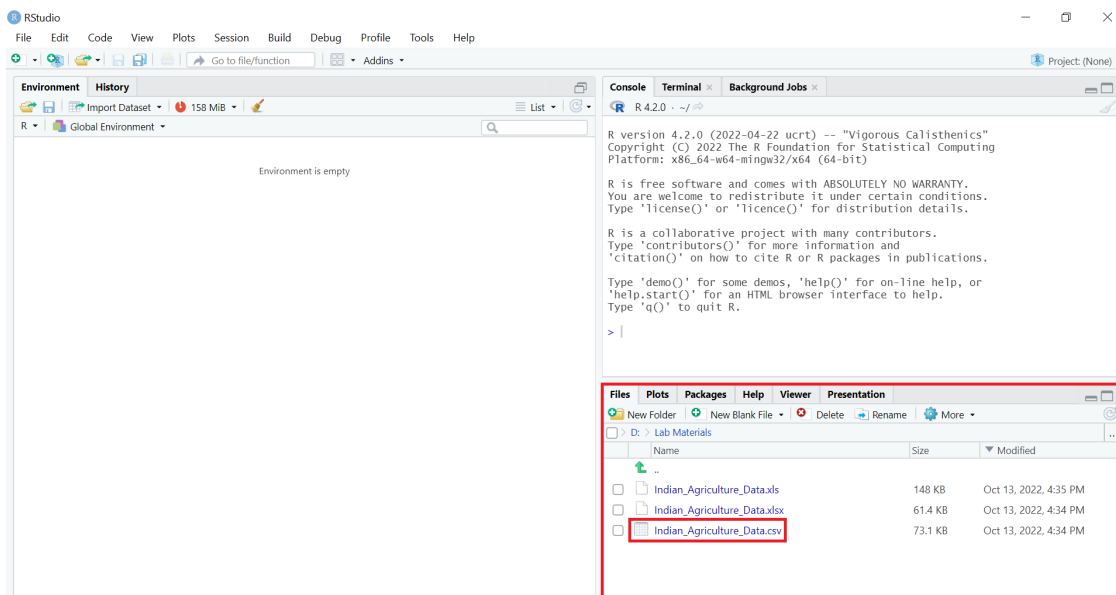 RStudio
File Edit Code View Plots Session Build Debug Profile Tools Help
Go to file/function Addins Project: (None)
Environment History
Import Dataset 158 MiB List
R Global Environment
Environment is empty
Console Terminal Background Jobs
R 4.2.0 · ~/
R version 4.2.0 (2022-04-22 ucrt) -- "Vigorous Calisthenics"
Copyright (C) 2022 The R Foundation for Statistical Computing
Platform: x86_64-w64-mingw32/x64 (64-bit)
R is free software and comes with ABSOLUTELY NO WARRANTY.
You are welcome to redistribute it under certain conditions.
Type 'license()' or 'licence()' for distribution details.
R is a collaborative project with many contributors.
Type 'contributors()' for more information and
'citation()' on how to cite R or R packages in publications.
Type 'demo()' for some demos, 'help()' for on-line help, or
'help.start()' for an HTML browser interface to help.
Type 'q()' to quit R.
>
Files Plots Packages Help Viewer Presentation
New Folder New Blank File Delete Rename More
D: > Lab Materials ..
Name Size Modified
..
Indian_Agriculture_Data.xls 148 KB Oct 13, 2022, 4:35 PM
Indian_Agriculture_Data.xlsx 61.4 KB Oct 13, 2022, 4:34 PM
Indian_Agriculture_Data.csv 73.1 KB Oct 13, 2022, 4:34 PM